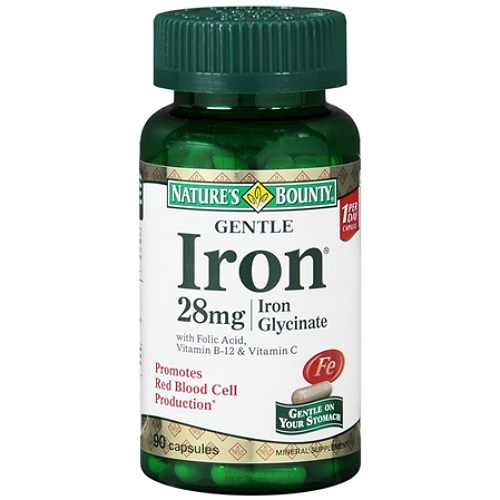 NATURE'S BOUNTY®
GENTLE
1 PER
DAY
CAPSULE
Iron®
28mg
Iron
Glycinate
with Folic Acid,
Vitamin B-12 & Vitamin C
Promotes
Red Blood Cell
Production*
Fe
GENTLE ON
YOUR STOMACH
90 capsules
MINERAL SUPPLEMENT